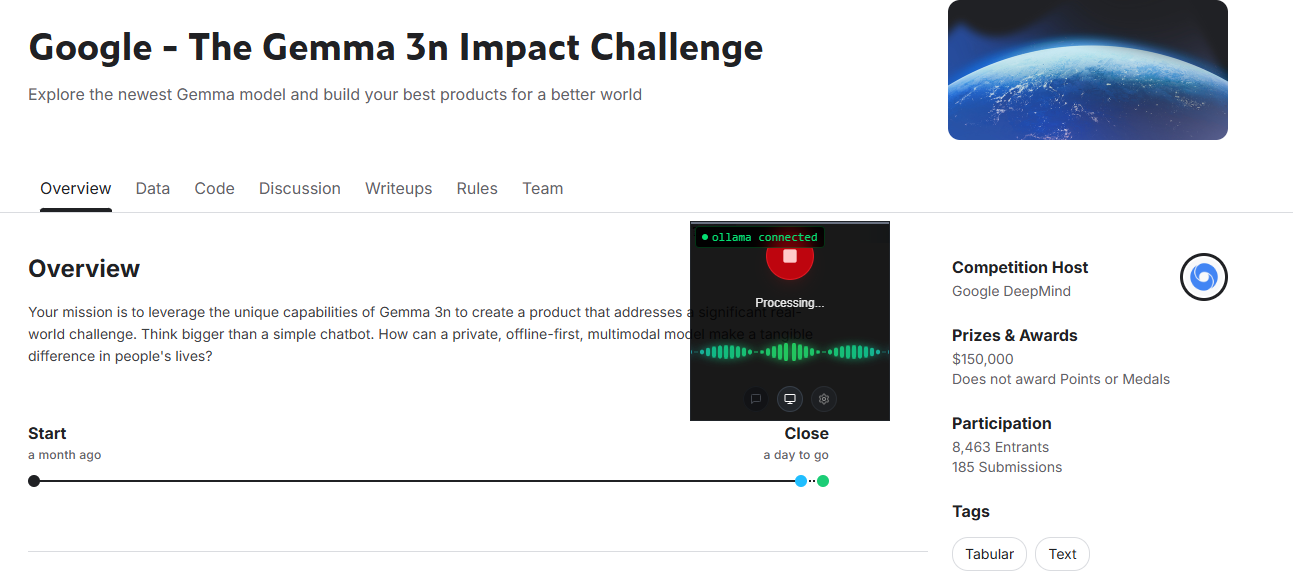 Google - The Gemma 3n Impact Challenge
Explore the newest Gemma model and build your best products for a better world
Overview Data Code Discussion Writeups Rules Team
Overview
Your mission is to leverage the unique capabilities of Gemma 3n to create a product that addresses a significant real-
world challenge. Think bigger than a simple chatbot. How can a private, offline-first, multimodal model make a tangible
difference in people's lives?
ollama connected
Processing...
Start
a month ago
Close
a day to go
Competition Host
Google DeepMind
Prizes & Awards
$150,000
Does not award Points or Medals
Participation
8,463 Entrants
185 Submissions
Tags
Tabular Text